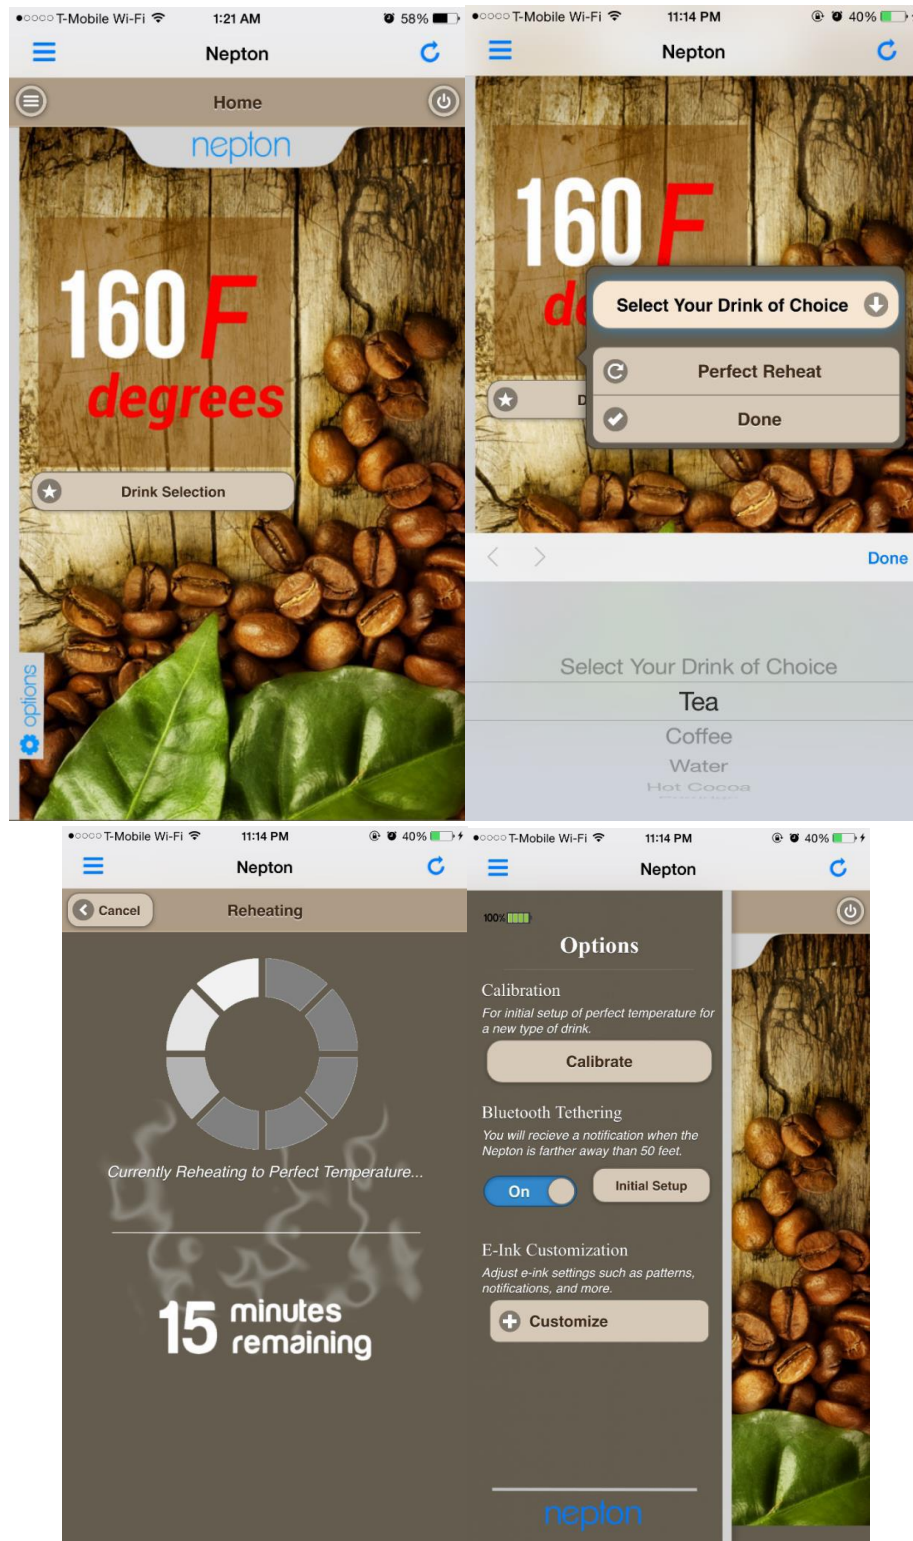 T-Mobile Wi-Fi 1:21 AM 58%
Nepton
Home
nepton
160 F
degrees
Drink Selection
options
T-Mobile Wi-Fi 11:14 PM 40%
Nepton
160 F
de
Select Your Drink of Choice
Perfect Reheat
D
Done
Done
Select Your Drink of Choice
Tea
Coffee
Water
Hot Cocoa
T-Mobile Wi-Fi 11:14 PM 40%
Nepton
Cancel Reheating
Currently Reheating to Perfect Temperature...
15 minutes
remaining
T-Mobile Wi-Fi 11:14 PM 40%
Nepton
100%
Options
Calibration
For initial setup of perfect temperature for
a new type of drink.
Calibrate
Bluetooth Tethering
You will recieve a notification when the
Nepton is farther away than 50 feet.
On Initial Setup
E-Ink Customization
Adjust e-ink settings such as patterns,
notifications, and more.
Customize
nepton